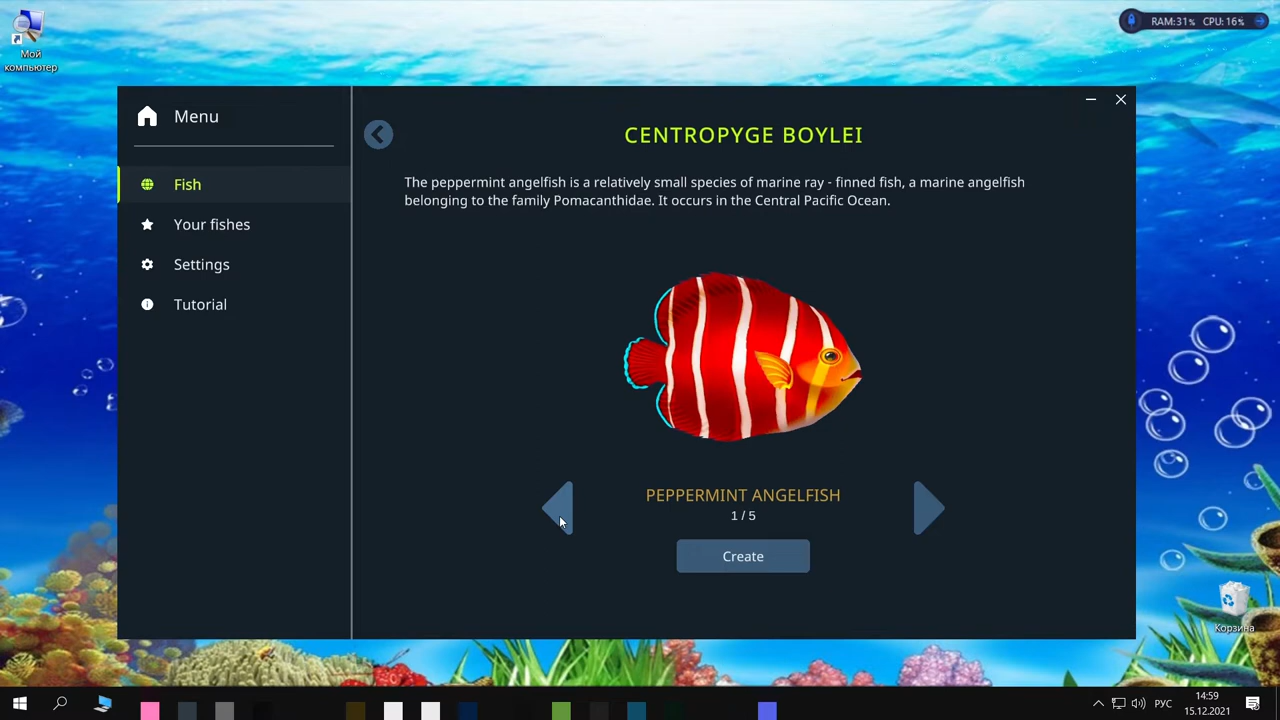 Мой
компьютер
RAM:31% CPU:16%
Menu
Fish
Your fishes
Settings
Tutorial
CENTROPYGE BOYLEI
The peppermint angelfish is a relatively small species of marine ray - finned fish, a marine angelfish
belonging to the family Pomacanthidae. It occurs in the Central Pacific Ocean.
PEPPERMINT ANGELFISH
1 / 5
Create
Корзина
РУС
14:59
15.12.2021